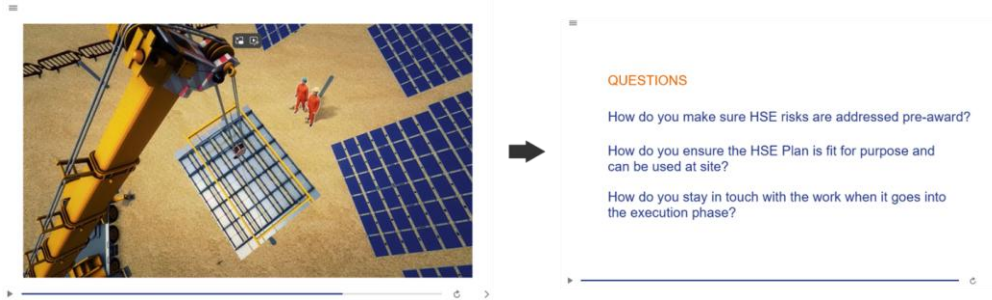 QUESTIONS
How do you make sure HSE risks are addressed pre-award?
How do you ensure the HSE Plan is fit for purpose and
can be used at site?
How do you stay in touch with the work when it goes into
the execution phase?